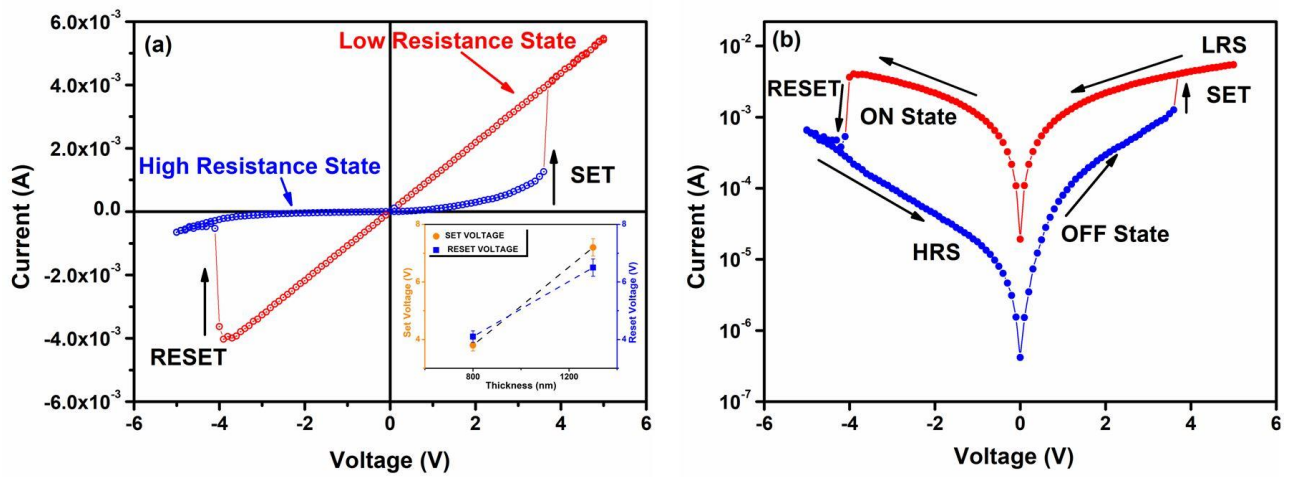 (a)
Low Resistance State
High Resistance State
SET
RESET
6.0x10⁻³
4.0x10⁻³
2.0x10⁻³
0.0
-2.0x10⁻³
-4.0x10⁻³
-6.0x10⁻³
Current (A)
-6 -4 -2 0 2 4 6
Voltage (V)
SET VOLTAGE
RESET VOLTAGE
8
6
4
Set Voltage (V)
8
6
4
Reset Voltage (V)
800 1200
Thickness (nm)
(b)
LRS
RESET
SET
ON State
OFF State
HRS
10⁻²
10⁻³
10⁻⁴
10⁻⁵
10⁻⁶
10⁻⁷
Current (A)
-6 -4 -2 0 2 4 6
Voltage (V)